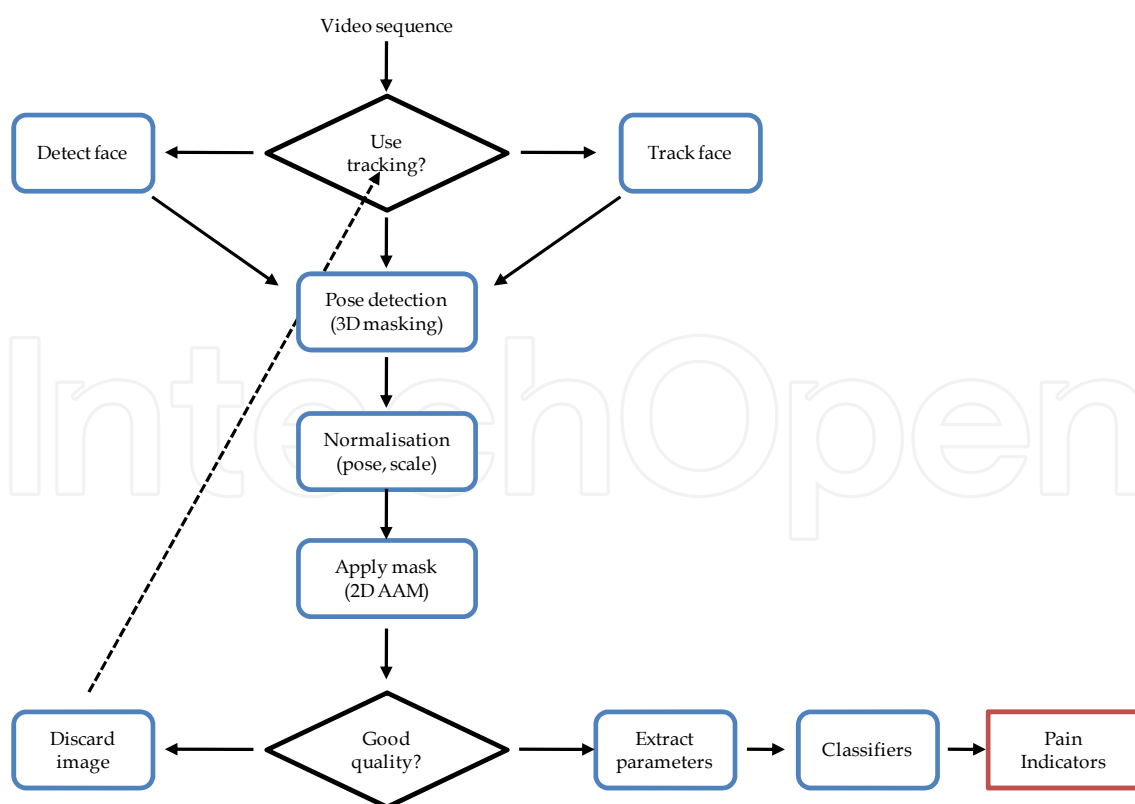 Video sequence
Detect face
Use
tracking?
Track face
Pose detection
(3D masking)
Normalisation
(pose, scale)
Apply mask
(2D AAM)
Discard
image
Good
quality?
Extract
parameters
Classifiers
Pain
Indicators
IntechOpen